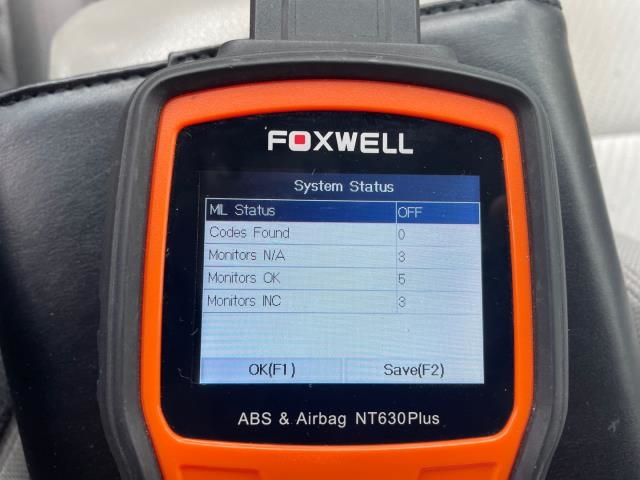 FOXWELL
System Status
MIL Status OFF
Codes Found 0
Monitors N/A 3
Monitors OK 5
Monitors INC 3
OK(F1) Save(F2)
ABS & Airbag NT630Plus